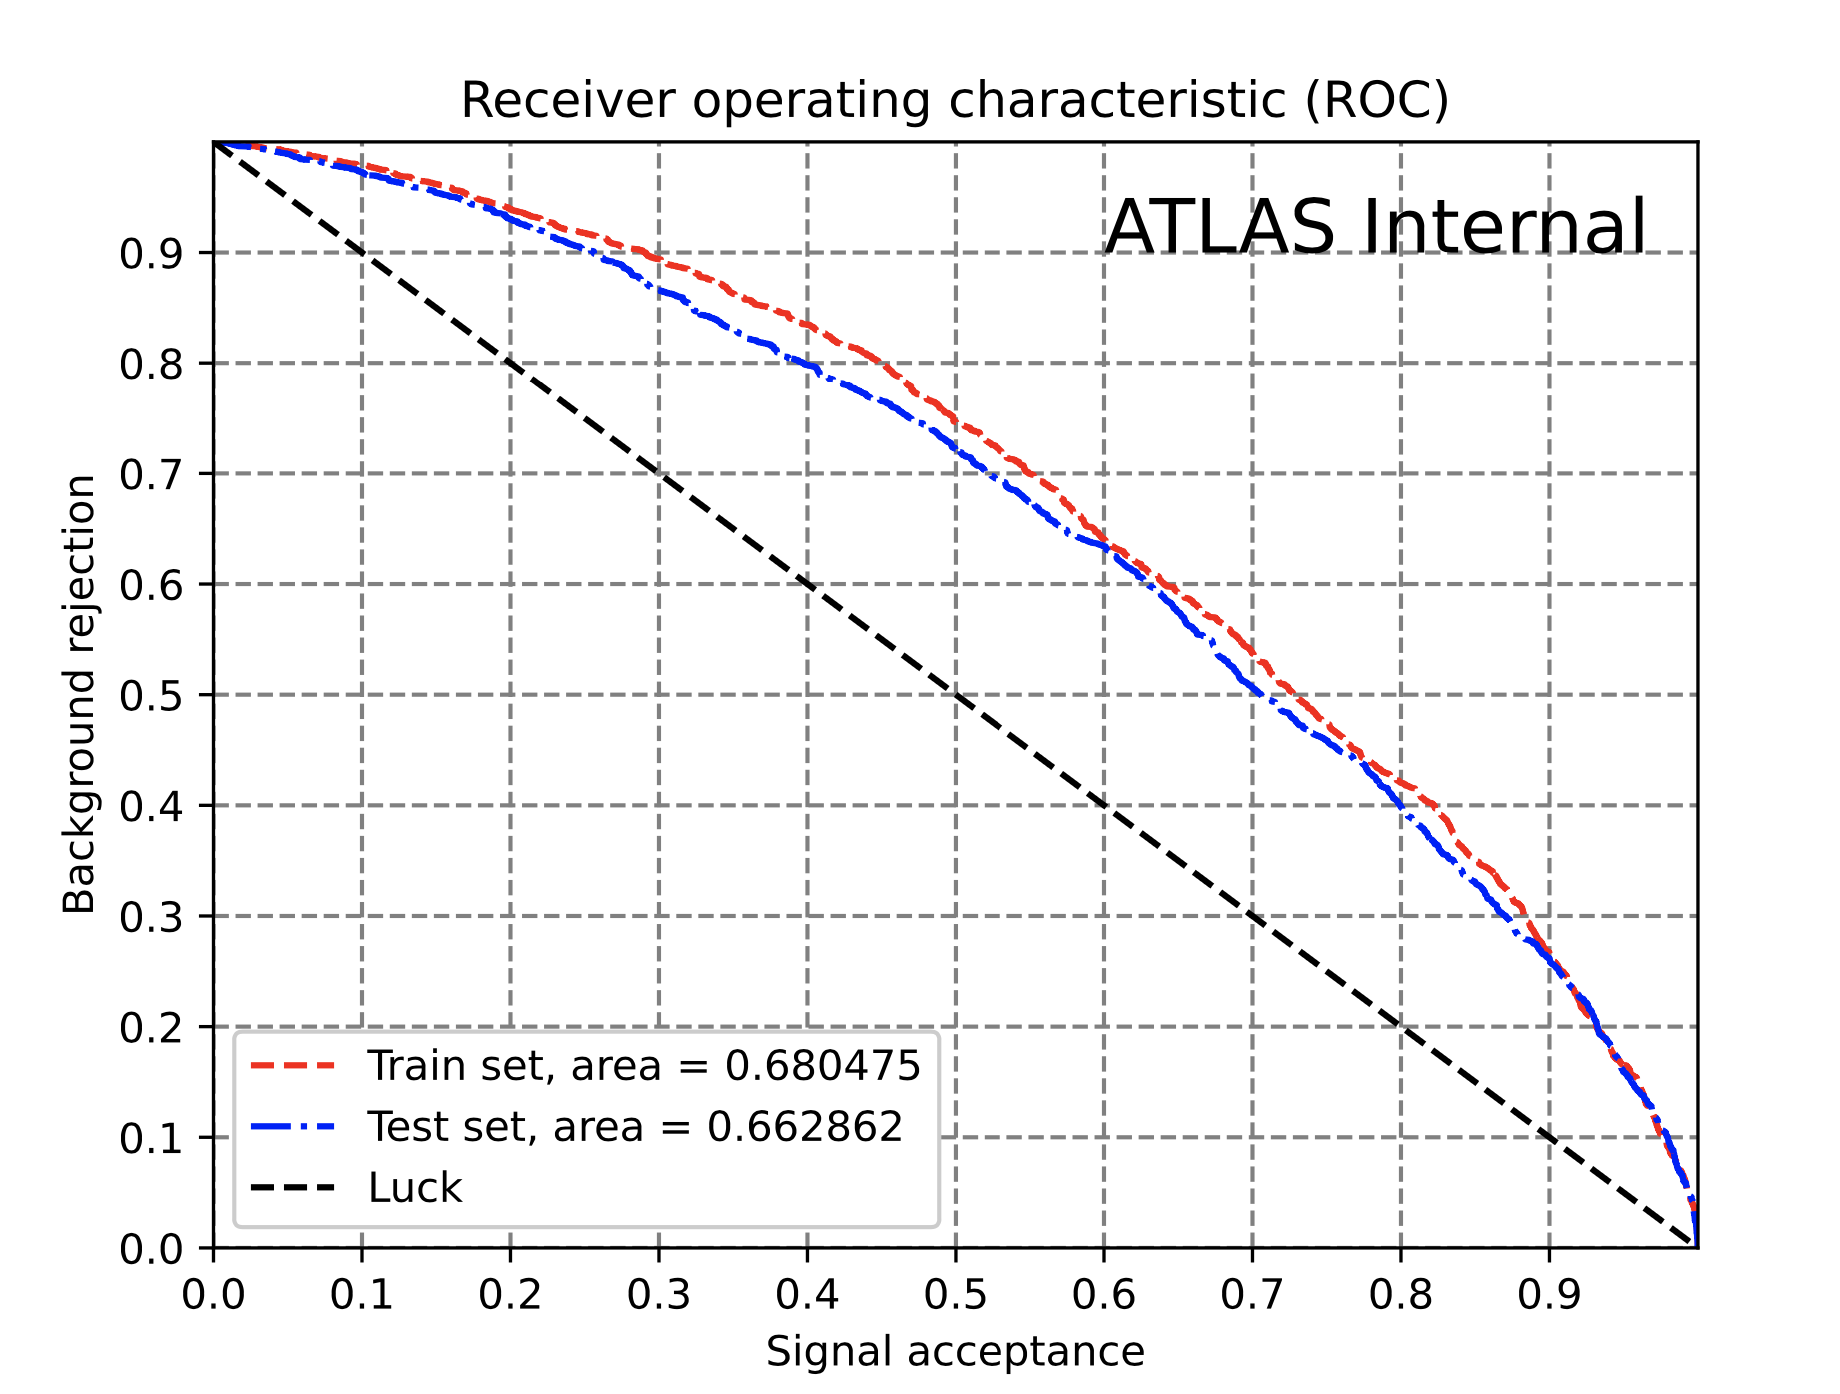 Receiver operating characteristic (ROC)
ATLAS Internal
Background rejection
0.9
0.8
0.7
0.6
0.5
0.4
0.3
0.2
0.1
0.0
Train set, area = 0.680475
Test set, area = 0.662862
Luck
0.0 0.1 0.2 0.3 0.4 0.5 0.6 0.7 0.8 0.9
Signal acceptance